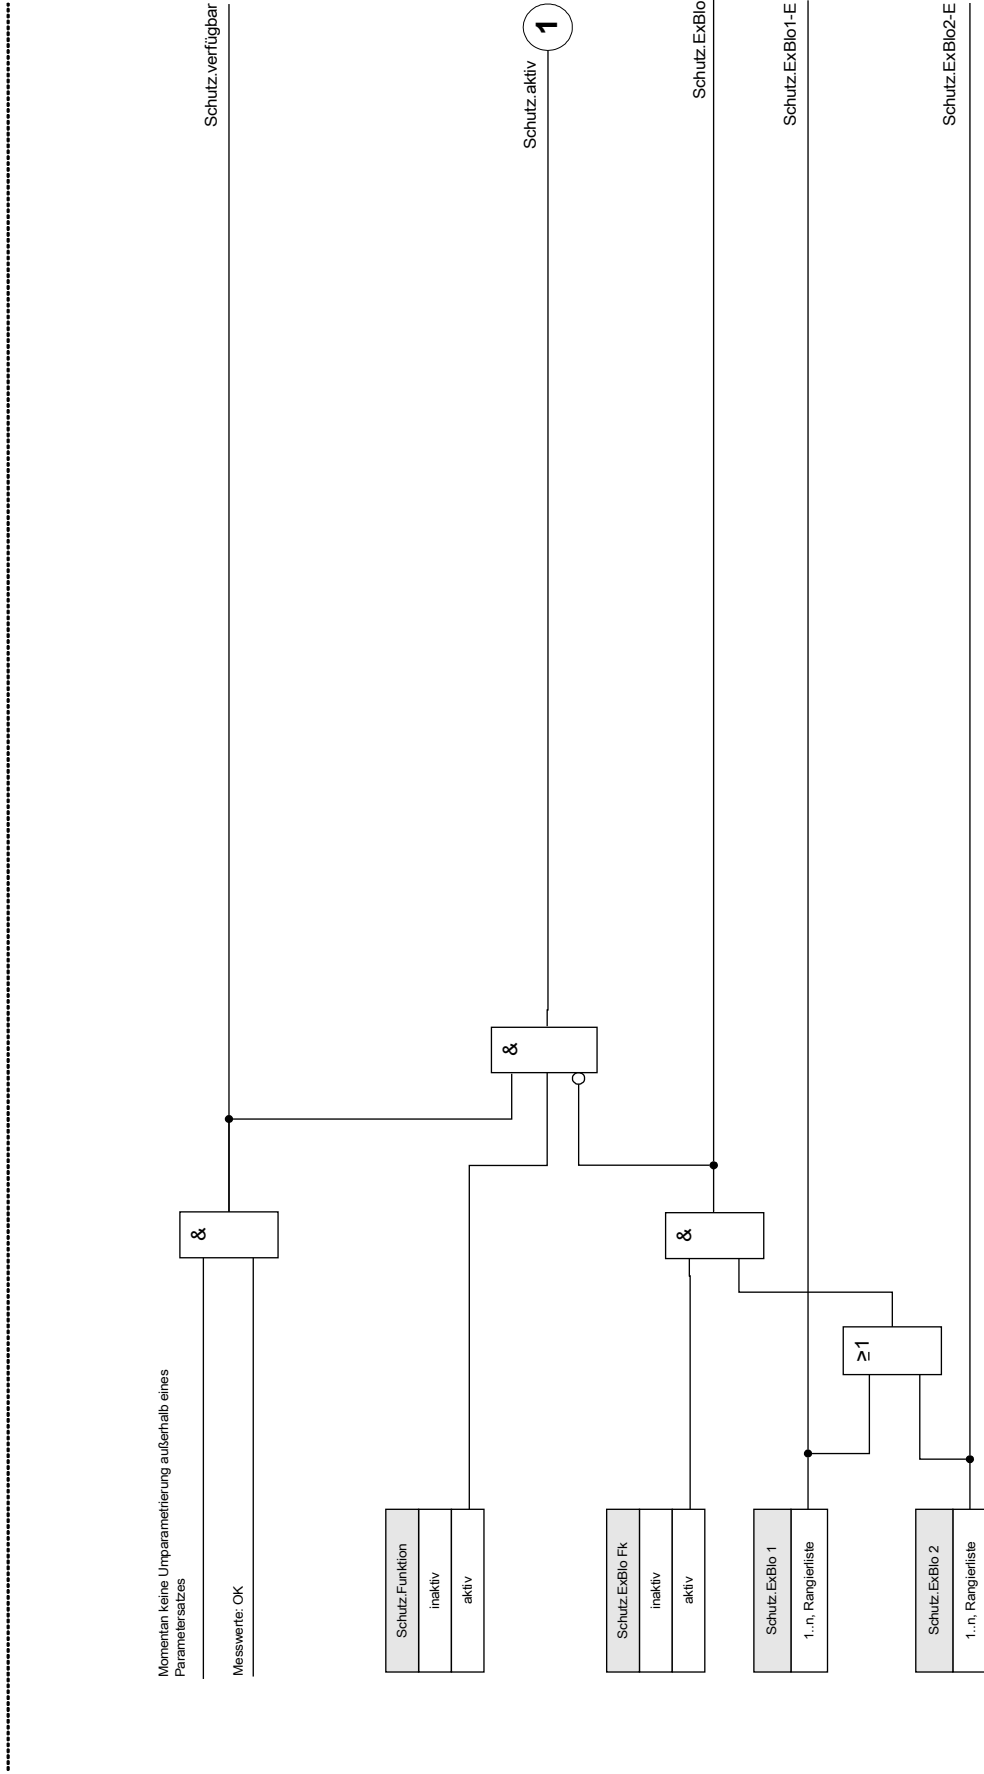 Momentan keine Umparametrierung außerhalb eines
Parametersatzes
Messwerte: OK
&
Schutz.verfügbar
Schutz.Funktion
inaktiv
aktiv
&
Schutz.aktiv
1
Schutz.ExBlo Fk
inaktiv
aktiv
&
Schutz.ExBlo
Schutz.ExBlo 1
1..n, Rangierliste
≥1
Schutz.ExBlo1-E
Schutz.ExBlo 2
1..n, Rangierliste
Schutz.ExBlo2-E